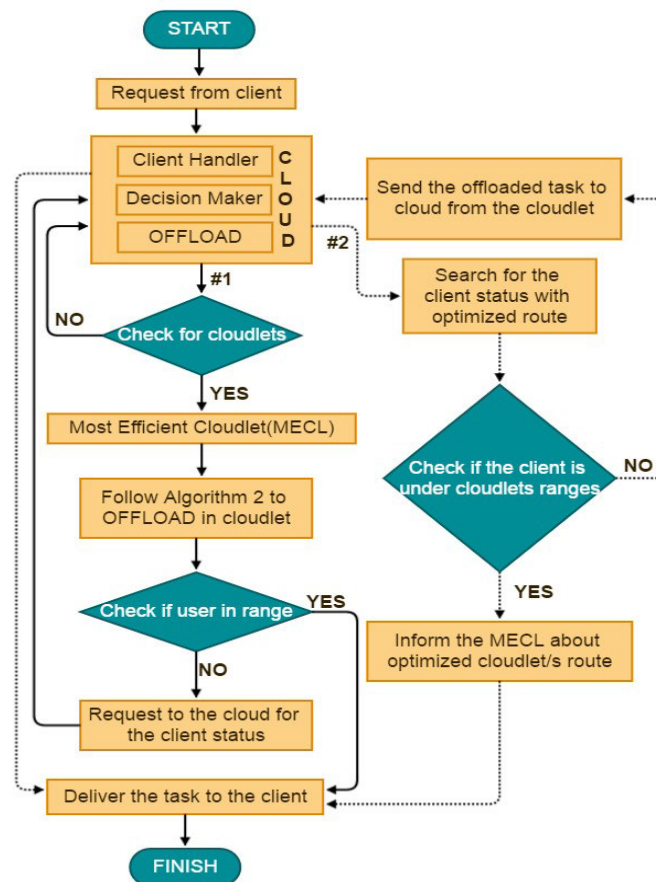 START
Request from client
Client Handler
Decision Maker
OFFLOAD
CLOUD
Send the offloaded task to
cloud from the cloudlet
#2
#1
Search for the
client status with
optimized route
NO
Check for cloudlets
YES
Most Efficient Cloudlet(MECL)
Check if the client is
under cloudlets ranges
NO
Follow Algorithm 2 to
OFFLOAD in cloudlet
Check if user in range
YES
YES
NO
Inform the MECL about
optimized cloudlet/s route
Request to the cloud for
the client status
Deliver the task to the client
FINISH